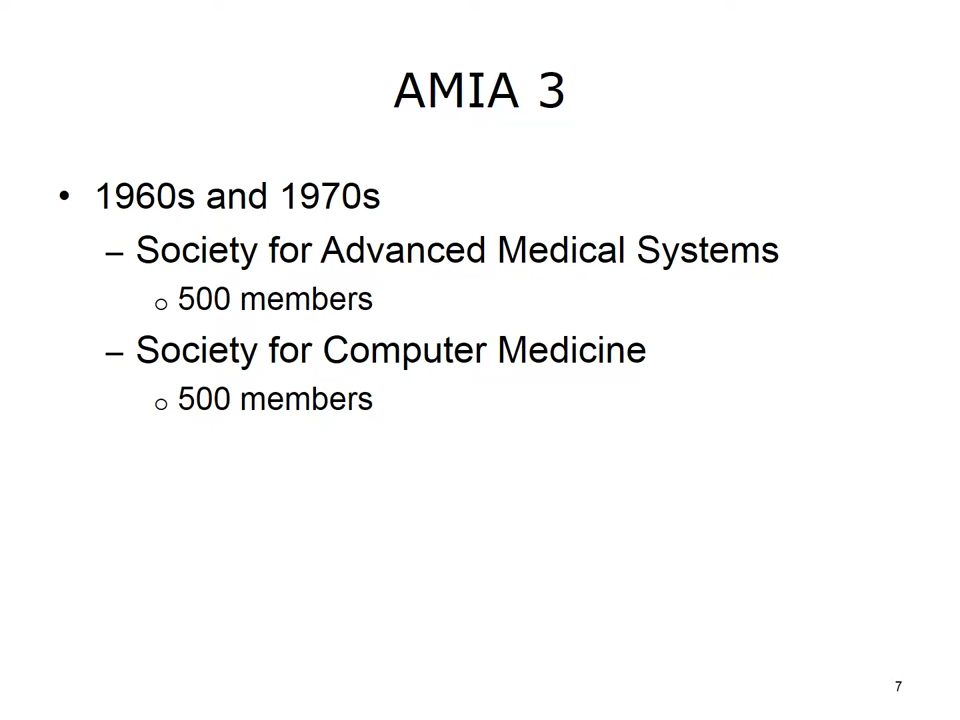 AMIA 3
• 1960s and 1970s
– Society for Advanced Medical Systems
o 500 members
– Society for Computer Medicine
o 500 members
7